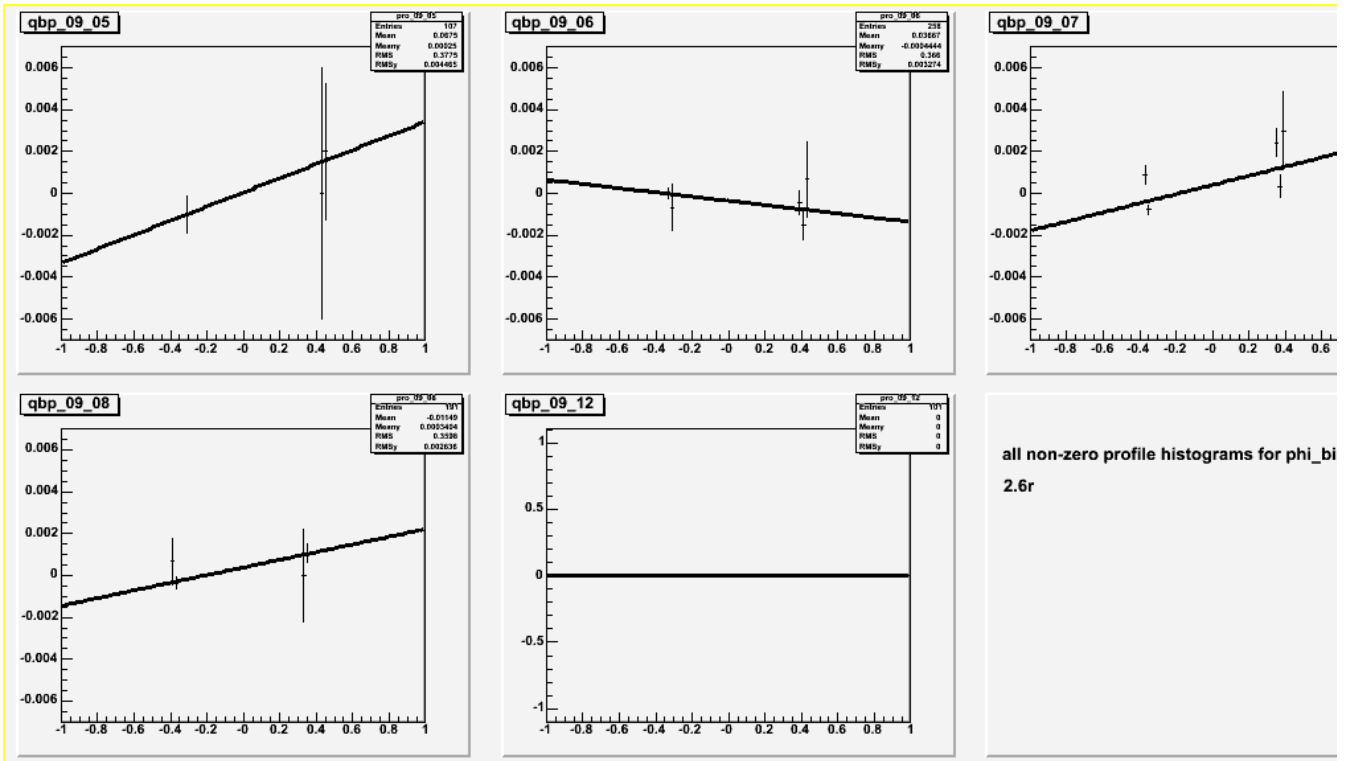 qbp_09_05
pro_09_05
Entries 107
Mean 0.0675
Meany 0.00025
RMS 0.3775
RMSy 0.004465
0.006
0.004
0.002
0
-0.002
-0.004
-0.006
-1 -0.8 -0.6 -0.4 -0.2 -0 0.2 0.4 0.6 0.8 1
qbp_09_06
pro_09_06
Entries 258
Mean 0.03667
Meany -0.0004444
RMS 0.366
RMSy 0.003274
0.006
0.004
0.002
0
-0.002
-0.004
-0.006
-1 -0.8 -0.6 -0.4 -0.2 -0 0.2 0.4 0.6 0.8 1
qbp_09_07
0.006
0.004
0.002
0
-0.002
-0.004
-0.006
-1 -0.8 -0.6 -0.4 -0.2 -0 0.2 0.4 0.6
qbp_09_08
pro_09_08
Entries 191
Mean -0.01149
Meany 0.0003404
RMS
RMSy 0.002636
0.006
0.004
0.002
0
-0.002
-0.004
-0.006
-1 -0.8 -0.6 -0.4 -0.2 -0 0.2 0.4 0.6 0.8 1
qbp_09_12
pro_09_12
Entries 101
Mean 0
Meany 0
RMS 0
RMSy 0
1
0.5
0
-0.5
-1
-1 -0.8 -0.6 -0.4 -0.2 -0 0.2 0.4 0.6 0.8 1
all non-zero profile histograms for phi_bi
2.6r